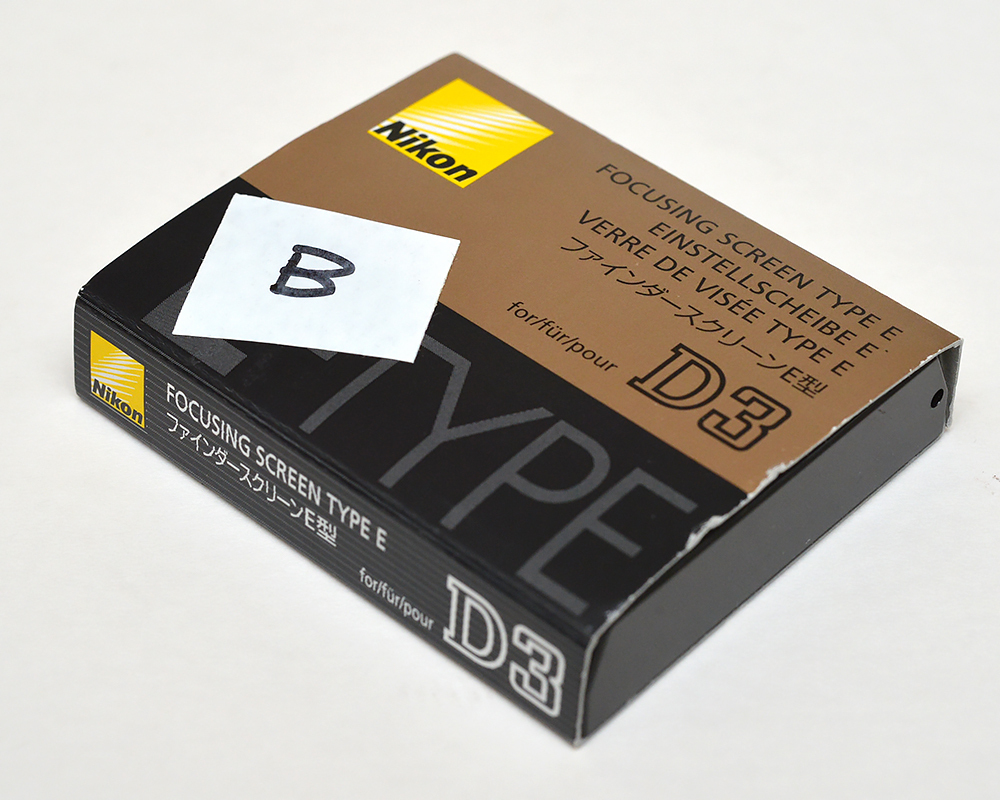 Nikon
FOCUSING SCREEN TYPE E
EINSTELLSCHEIBE E
VERRE DE VISÉE TYPE E
ファインダースクリーンE型
for/für/pour
D3
B
TYPE
Nikon
FOCUSING SCREEN TYPE E
ファインダースクリーンE型
for/für/pour
D3